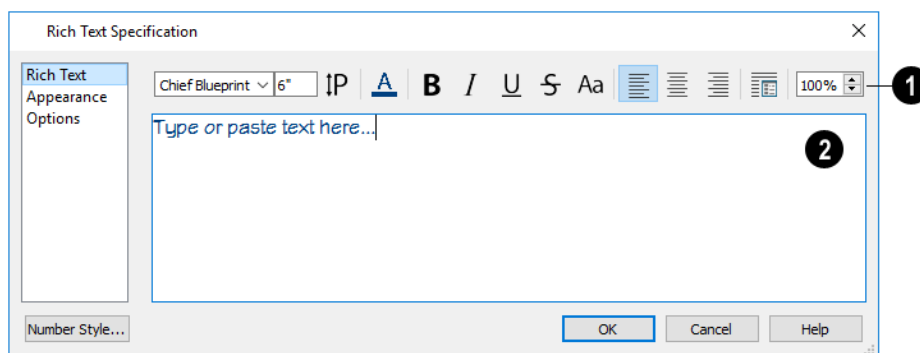 Rich Text Specification
Rich Text
Appearance
Options
Chief Blueprint 6" P A B I U S Aa 100% 1
Type or paste text here...
2
Number Style... OK Cancel Help